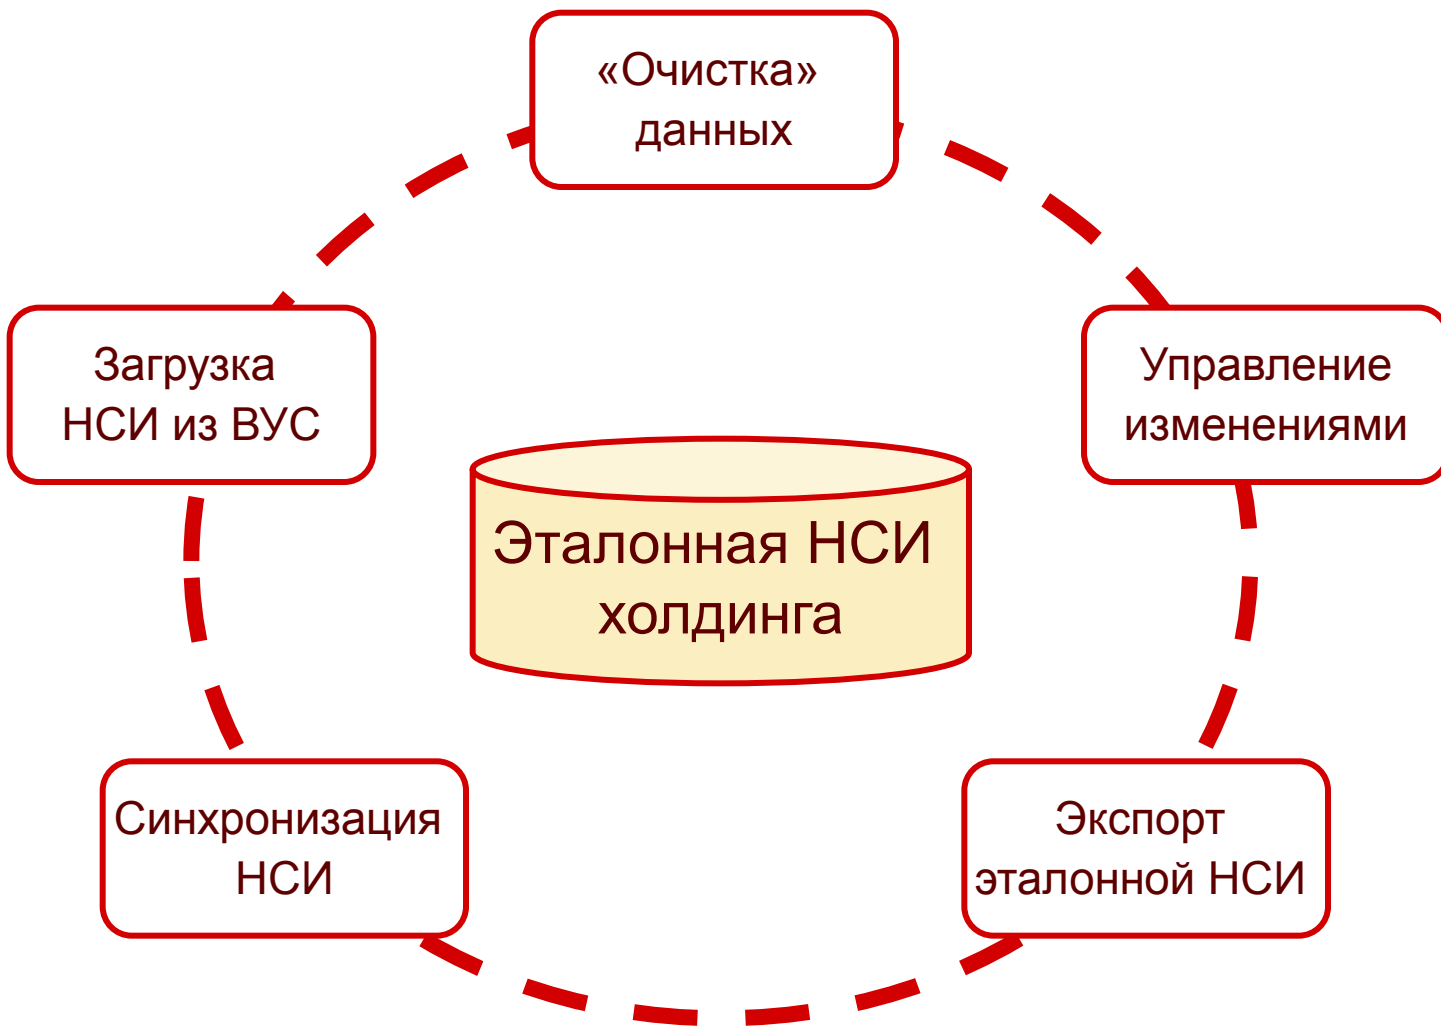 «Очистка»
данных
Загрузка
НСИ из ВУС
Управление
изменениями
Эталонная НСИ
холдинга
Синхронизация
НСИ
Экспорт
эталонной НСИ